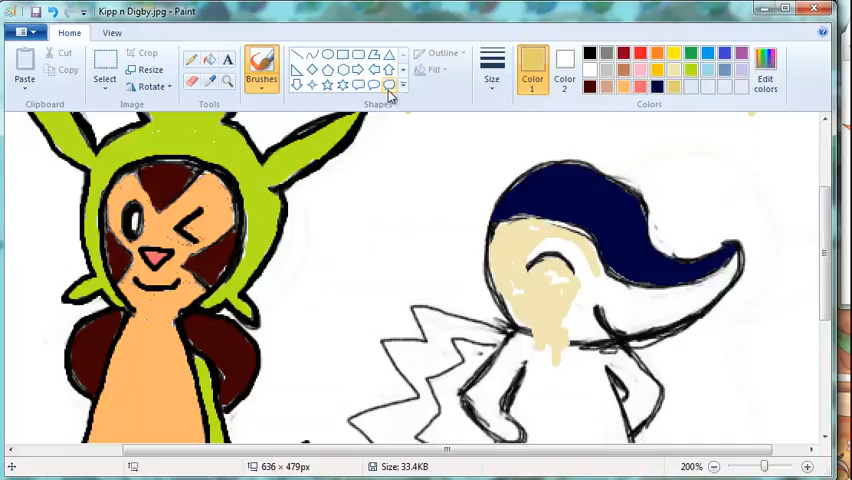 Kipp n Digby.jpg - Paint
Home
View
Paste
Cut
Copy
Clipboard
Select
Crop
Resize
Rotate
Image
Tools
Brushes
Outline
Fill
Shapes
Size
Color
1
Color
2
Edit
colors
Colors
636 × 479px
Size: 33.4KB
200%